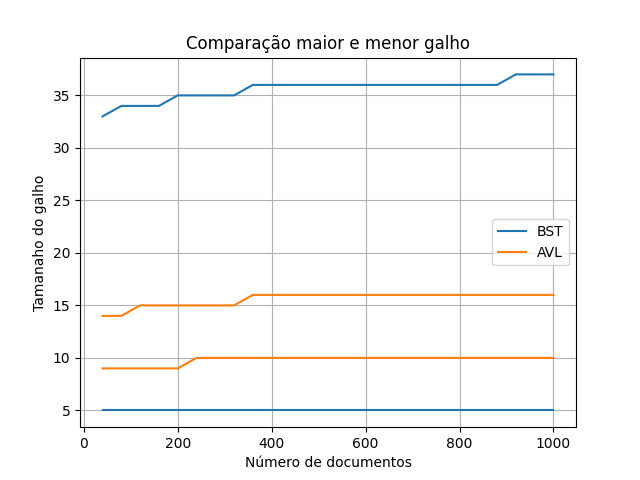 Comparação maior e menor galho
Tamanaho do galho
35
30
25
20
15
10
5
BST
AVL
0 200 400 600 800 1000
Número de documentos